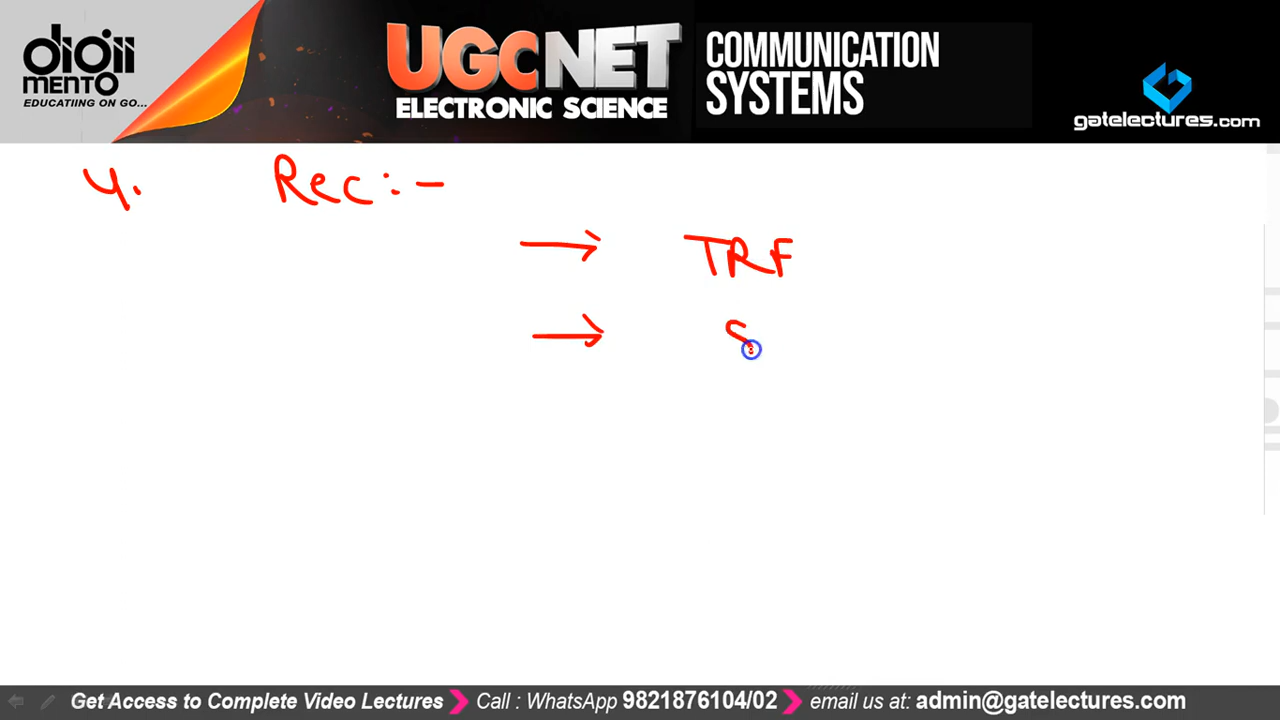 digii
MENTO
EDUCATIING ON GO...
UGCNET
ELECTRONIC SCIENCE
COMMUNICATION
SYSTEMS
gatelectures.com
4. Rec:-
→ TRF
→ S
Get Access to Complete Video Lectures Call : WhatsApp 9821876104/02 email us at: admin@gatelectures.com